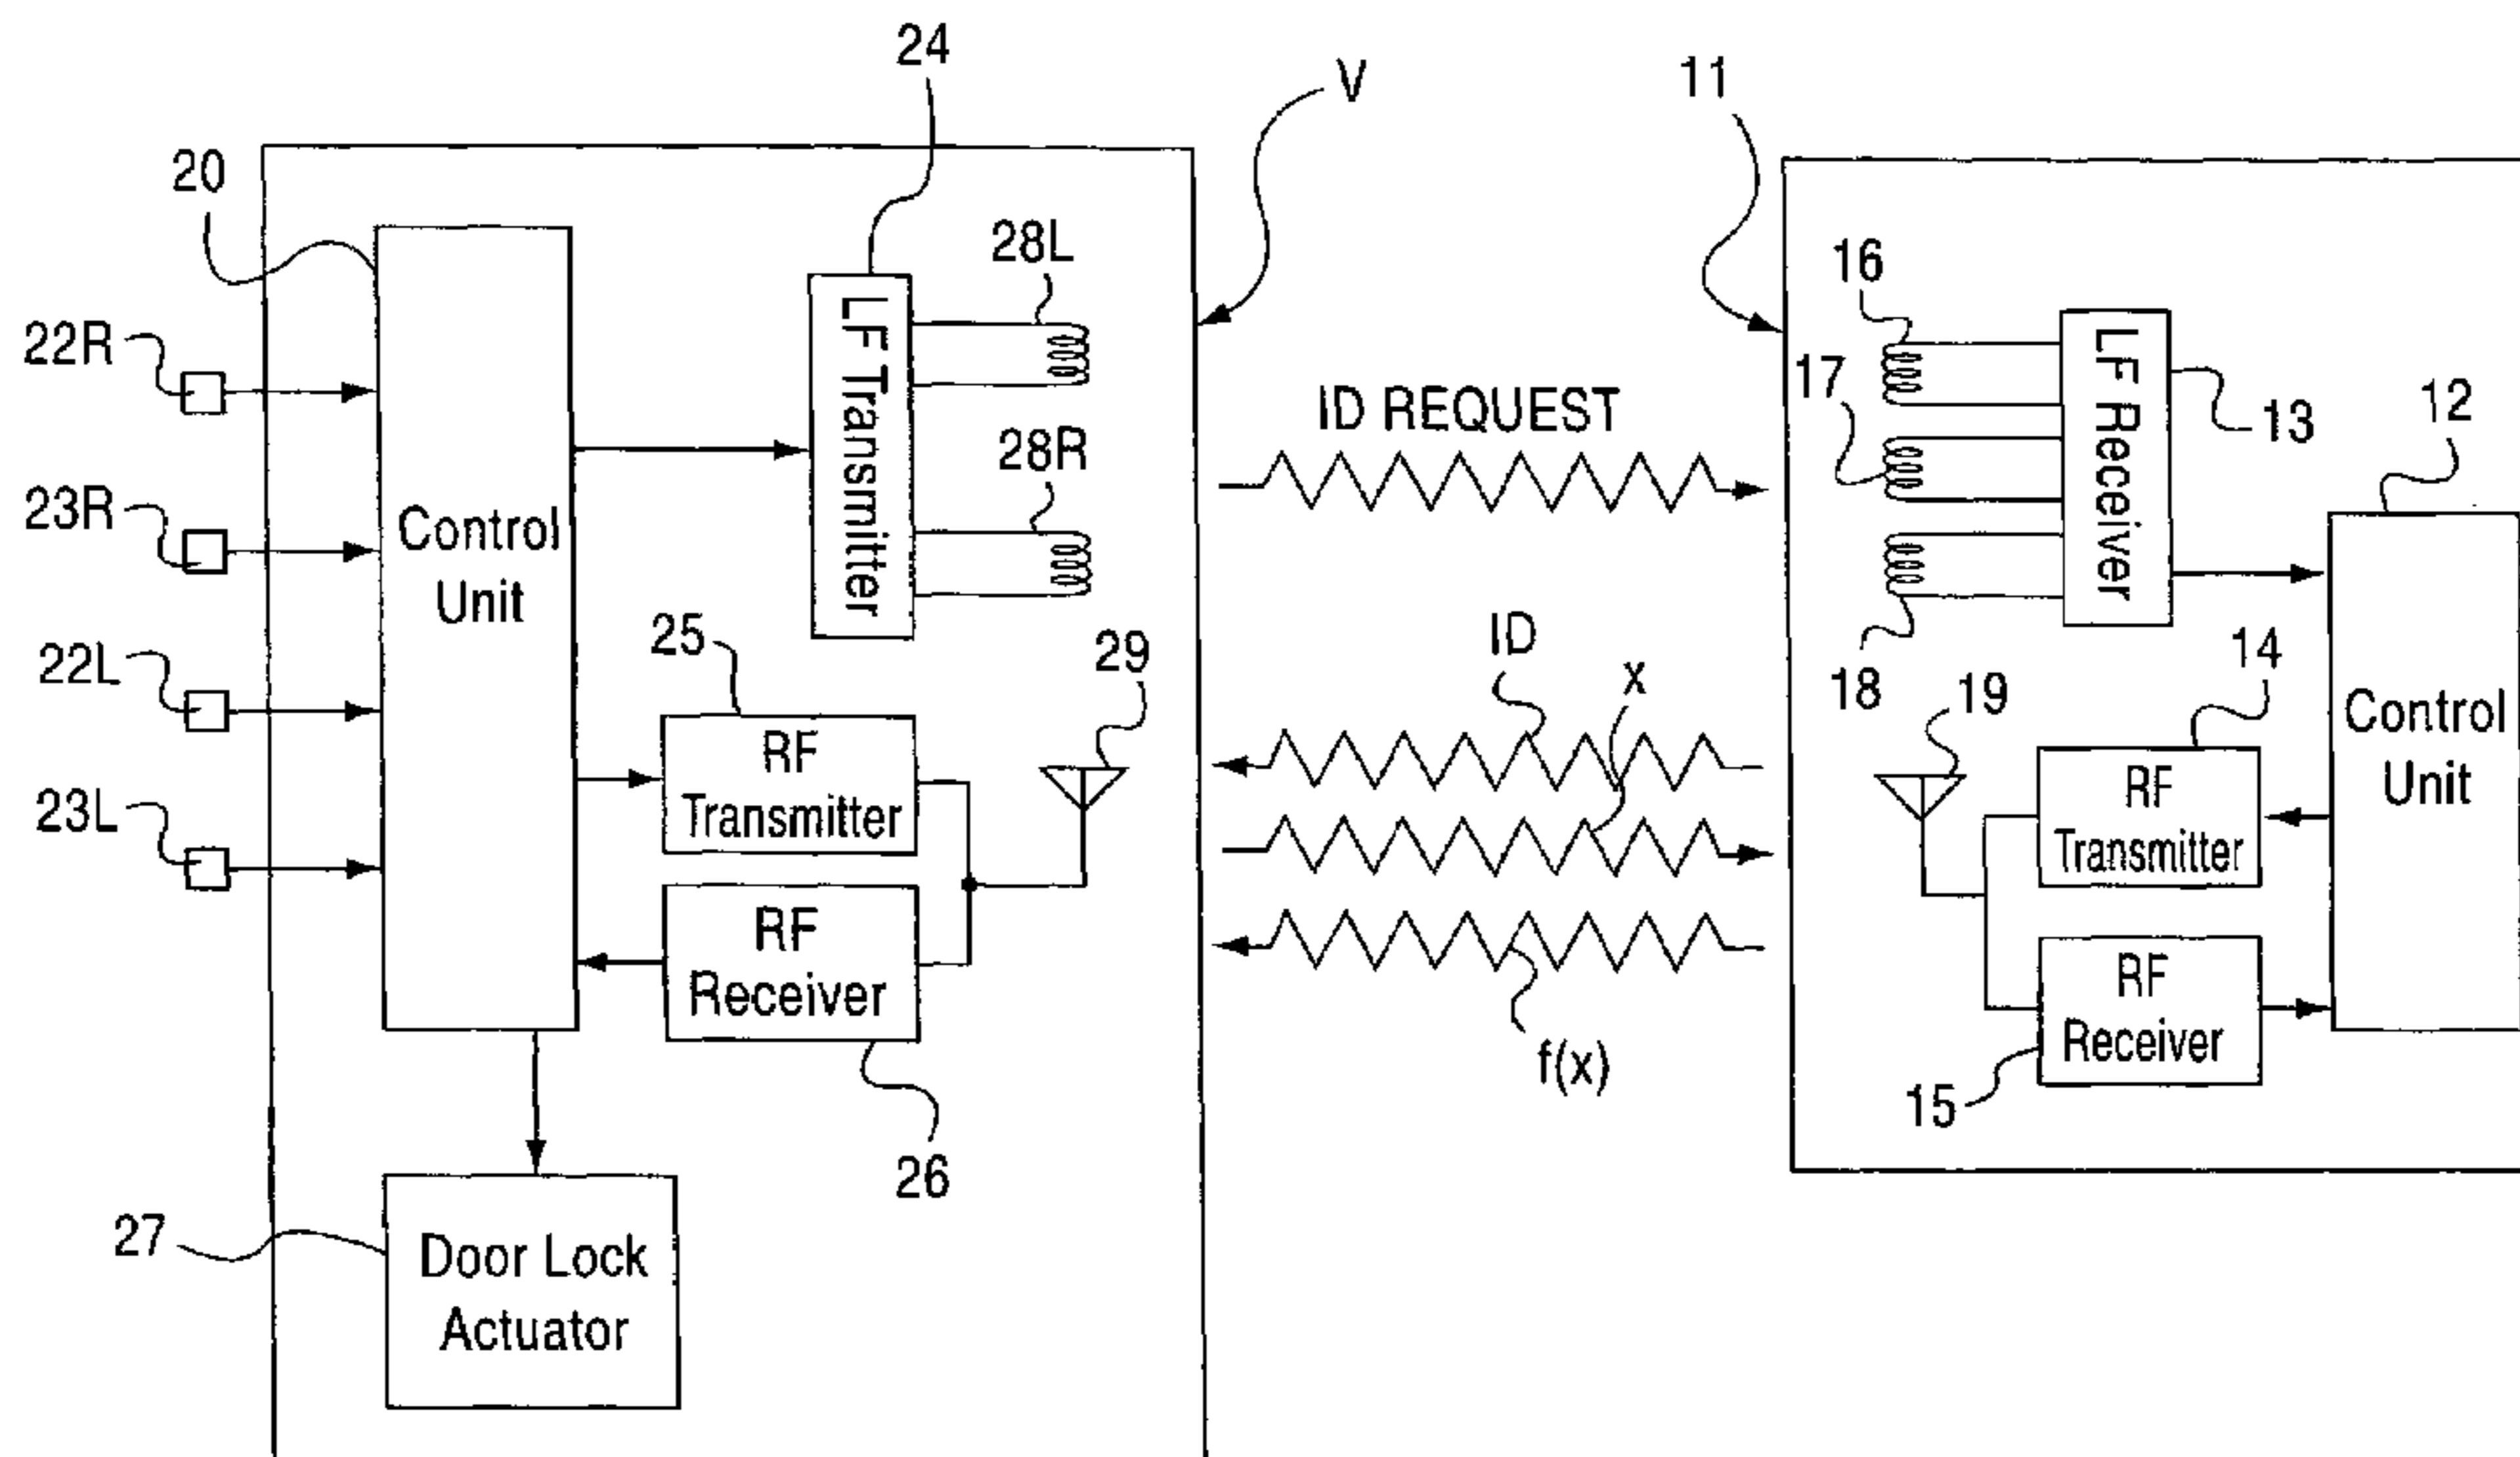 24
V
11
20
28L
16
22R
LF Transmitter
LF Receiver
17
ID REQUEST
12
13
28R
23R
Control
Unit
25
ID
x
22L
29
18
19
14
RF
Transmitter
RF
Transmitter
Control
Unit
23L
RF
Receiver
RF
Receiver
f(x)
15
26
27
Door Lock
Actuator